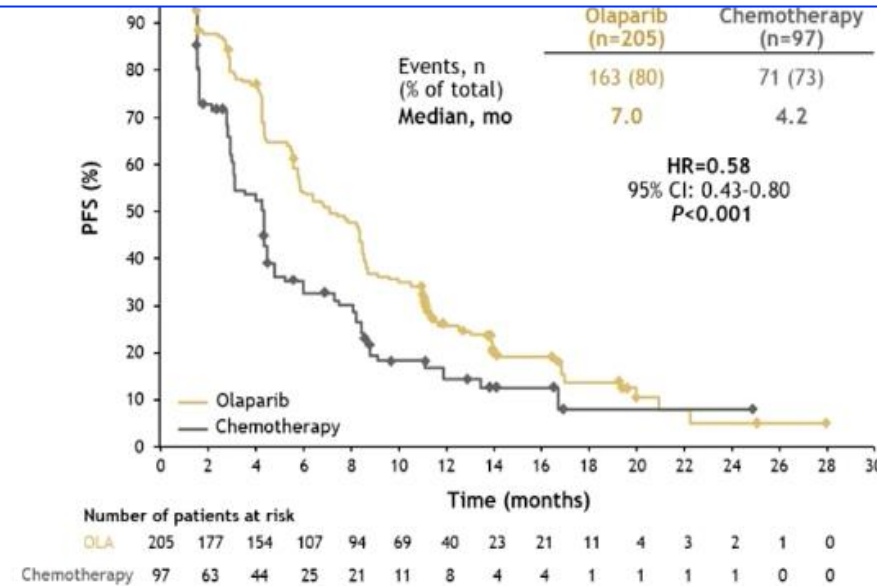 Olaparib Chemotherapy
(n=205) (n=97)
Events, n
(% of total) 163 (80) 71 (73)
Median, mo 7.0 4.2
HR=0.58
95% CI: 0.43-0.80
P<0.001
PFS (%)
90
80
70
60
50
40
30
20
10
0
Olaparib
Chemotherapy
0 2 4 6 8 10 12 14 16 18 20 22 24 26 28 30
Time (months)
Number of patients at risk
OLA 205 177 154 107 94 69 40 23 21 11 4 3 2 1 0
Chemotherapy 97 63 44 25 21 11 8 4 4 1 1 1 1 0 0